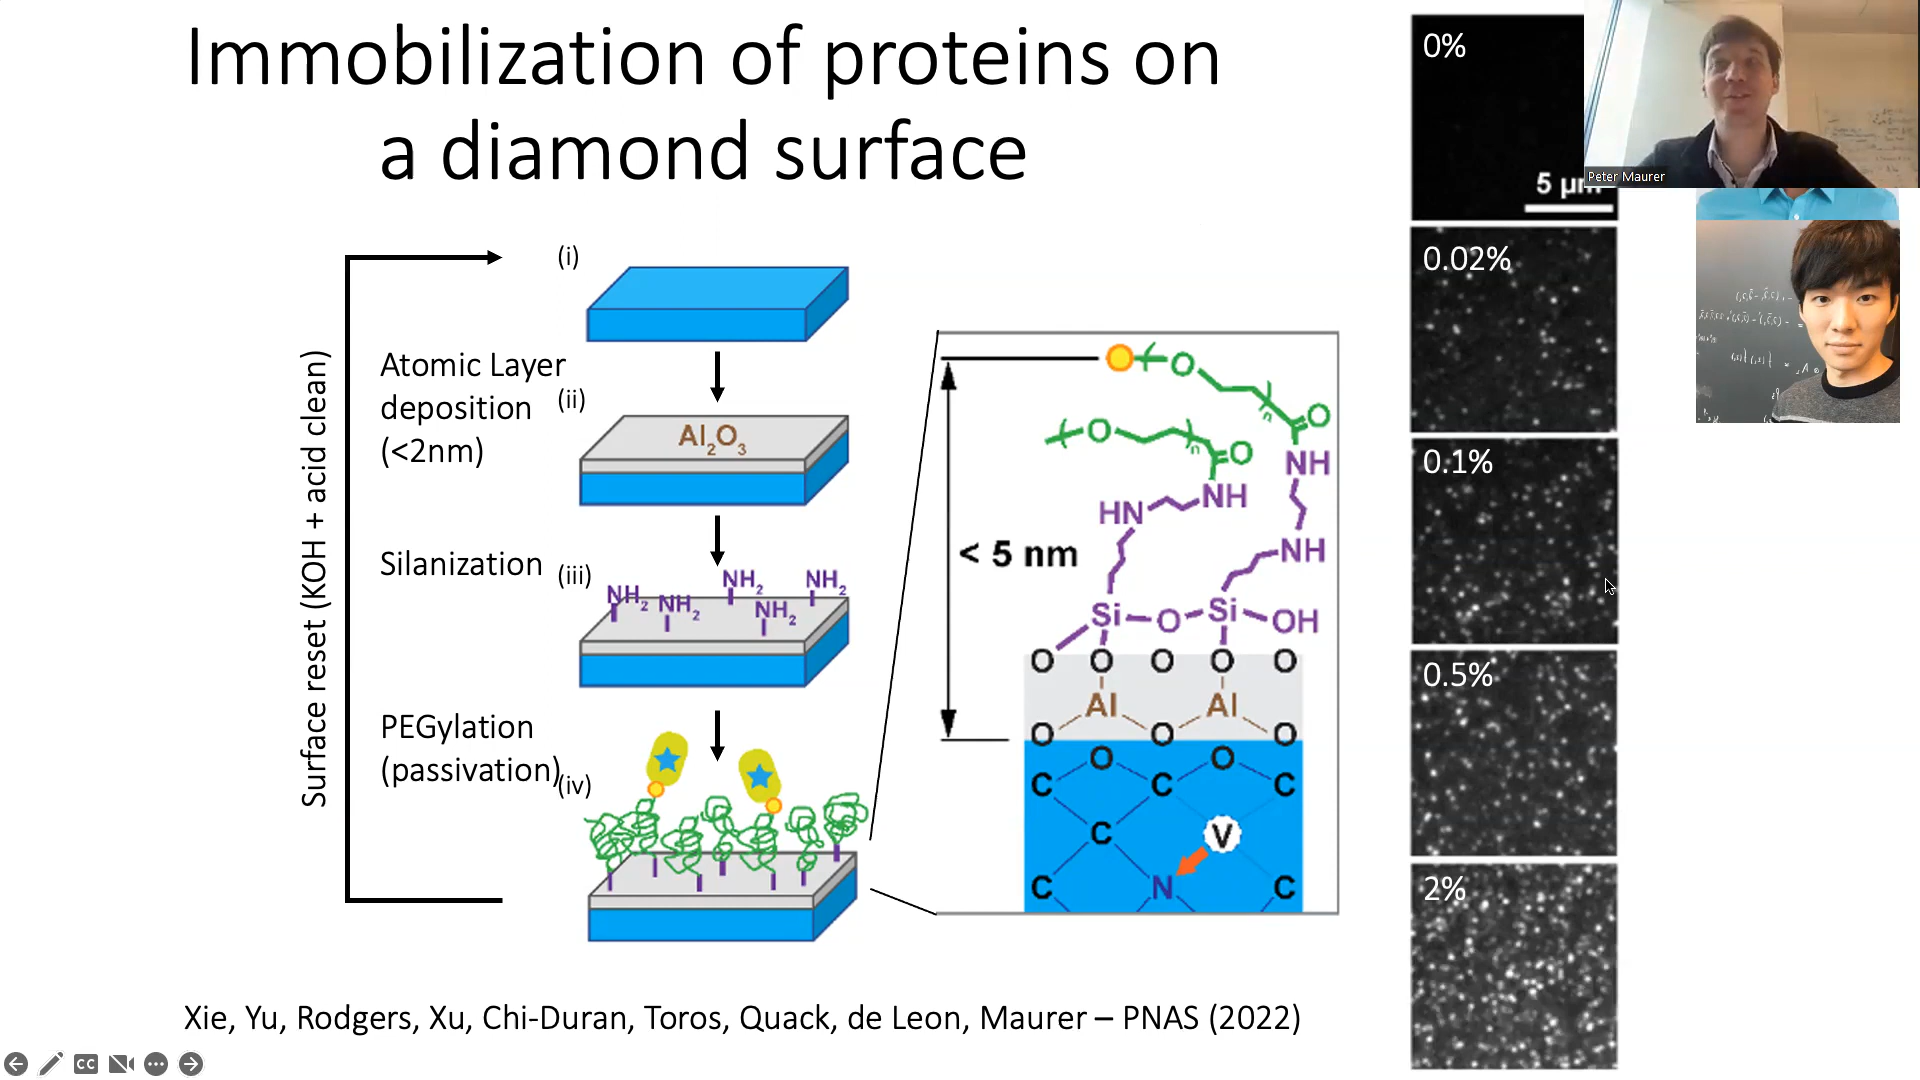 Immobilization of proteins on
a diamond surface
Surface reset (KOH + acid clean)
(i)
Atomic Layer
deposition
(<2nm)
(ii)
Al2O3
Silanization
(iii)
NH2
NH2
NH2
NH2
NH2
PEGylation
(passivation)
(iv)
< 5 nm
O
n
O
O
n
O
NH
NH
HN
NH
Si
O
Si
OH
O O O O O
Al Al
O O O
O O
C C C
C V
C N C
0%
5 µm
0.02%
0.1%
0.5%
2%
Peter Maurer
Xie, Yu, Rodgers, Xu, Chi-Duran, Toros, Quack, de Leon, Maurer – PNAS (2022)
CC